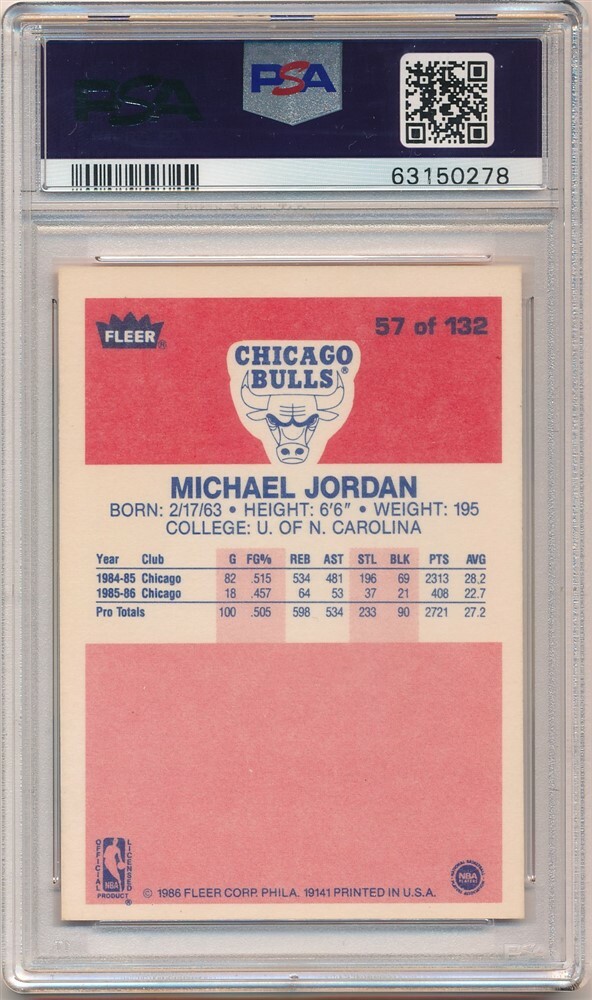 PSA
PSA
63150278
FLEER®
57 of 132
CHICAGO
BULLS®
MICHAEL JORDAN
BORN: 2/17/63 • HEIGHT: 6'6" • WEIGHT: 195
COLLEGE: U. OF N. CAROLINA
Year Club G FG% REB AST STL BLK PTS AVG
1984-85 Chicago 82 .515 534 481 196 69 2313 28.2
1985-86 Chicago 18 .457 64 53 37 21 408 22.7
Pro Totals 100 .505 598 534 233 90 2721 27.2
OFFICIAL LICENSED
NBA
PRODUCT®
NBA
PLAYERS
© 1986 FLEER CORP. PHILA. 19141 PRINTED IN U.S.A.